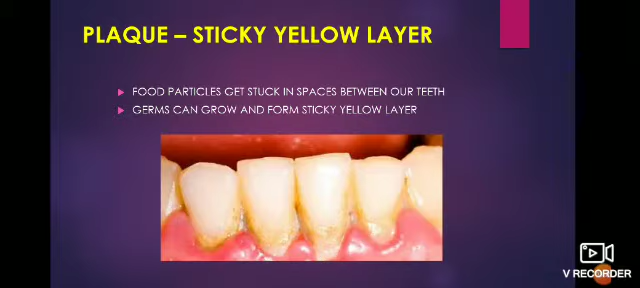 PLAQUE – STICKY YELLOW LAYER
FOOD PARTICLES GET STUCK IN SPACES BETWEEN OUR TEETH
GERMS CAN GROW AND FORM STICKY YELLOW LAYER
V RECORDER